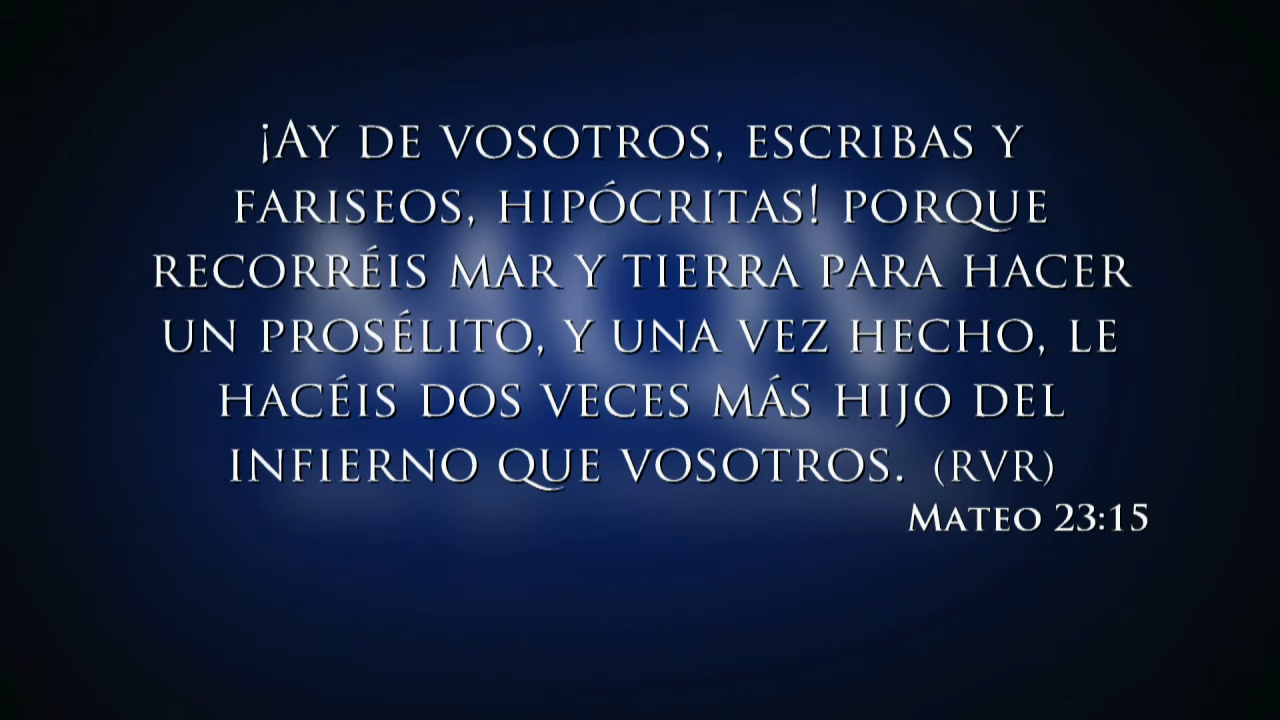 ¡Ay de vosotros, escribas y
fariseos, hipócritas! porque
recorréis mar y tierra para hacer
un prosélito, y una vez hecho, le
hacéis dos veces más hijo del
infierno que vosotros. (RVR)
Mateo 23:15